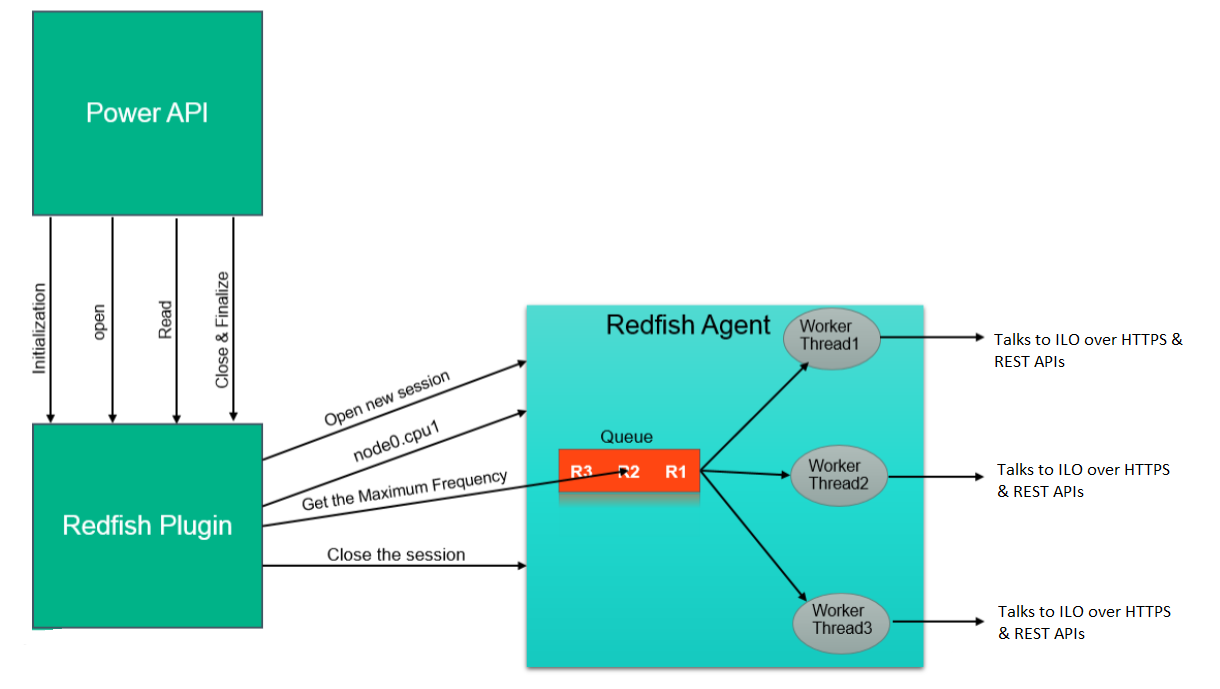 Power API
Initialization
open
Read
Close & Finalize
Redfish Plugin
Open new session
node0.cpu1
Get the Maximum Frequency
Close the session
Redfish Agent
Queue
R3 R2 R1
Worker
Thread1
Worker
Thread2
Worker
Thread3
Talks to ILO over HTTPS &
REST APIs
Talks to ILO over HTTPS
& REST APIs
Talks to ILO over HTTPS
& REST APIs